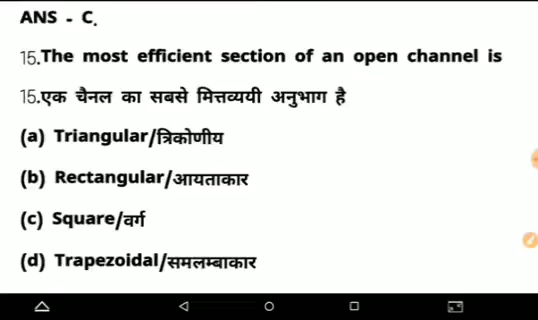 ANS - C.
15.The most efficient section of an open channel is
15.एक चैनल का सबसे मित्तव्ययी अनुभाग है
(a) Triangular/त्रिकोणीय
(b) Rectangular/आयताकार
(c) Square/वर्ग
(d) Trapezoidal/समलम्बाकार